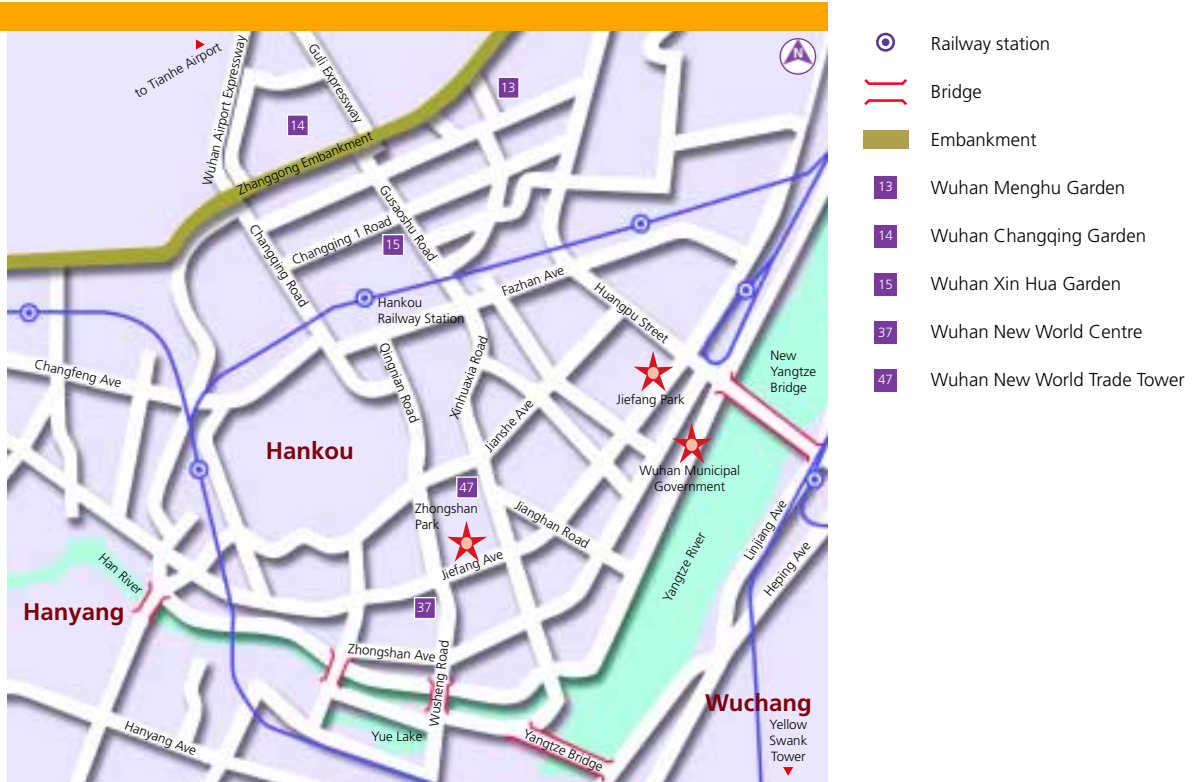 to Tianhe Airport
Wuhan Airport Expressway
Guli Expressway
N
13
14
Zhanggong Embankment
Gusaoshu Road
Changqing 1 Road
15
Changqing Road
Fazhan Ave
Hankou
Railway Station
Huangpu Street
Changfeng Ave
Qingnian Road
Xinhuaxia Road
New
Yangtze
Bridge
Jiefang Park
Jianshe Ave
Hankou
Wuhan Municipal
Government
47
Zhongshan
Park
Jianghan Road
Linjiang Ave
Heping Ave
Yangtze River
Jiefang Ave
Han River
Hanyang
37
Zhongshan Ave
Wusheng Road
Wuchang
Yellow
Swank
Tower
Hanyang Ave
Yue Lake
Yangtze Bridge
Railway station
Bridge
Embankment
13 Wuhan Menghu Garden
14 Wuhan Changqing Garden
15 Wuhan Xin Hua Garden
37 Wuhan New World Centre
47 Wuhan New World Trade Tower